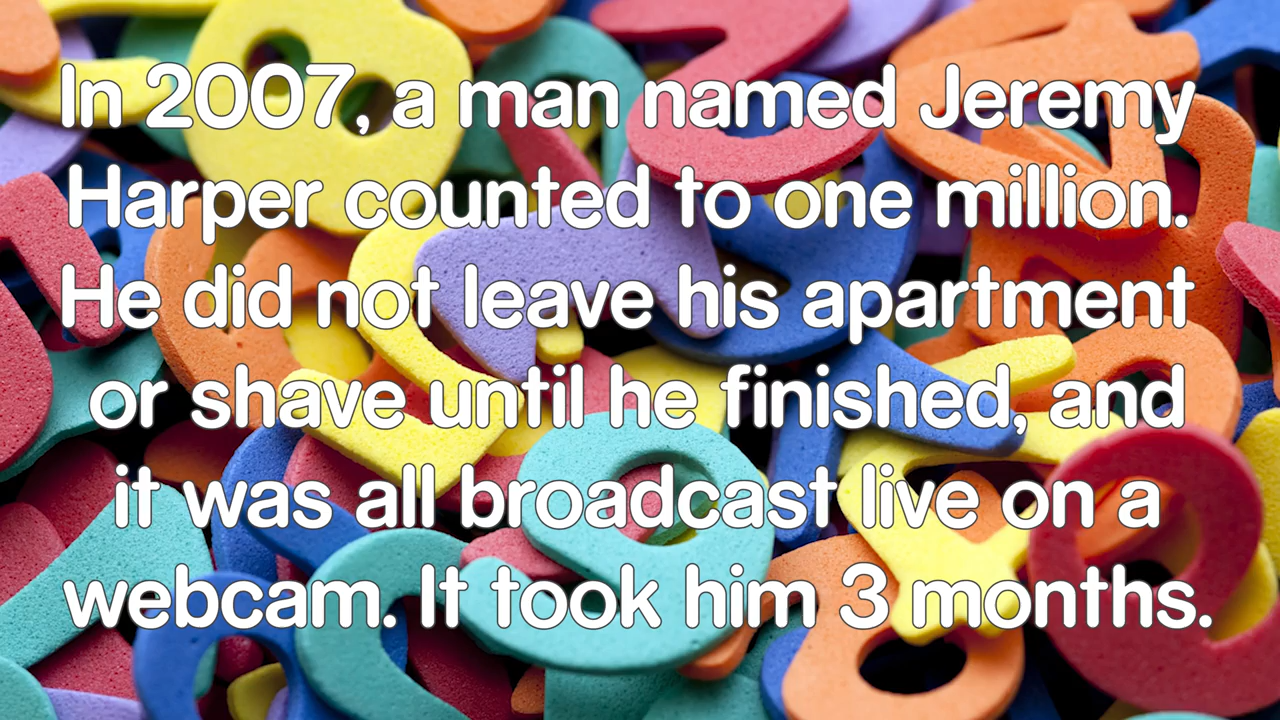 In 2007, a man named Jeremy
Harper counted to one million.
He did not leave his apartment
or shave until he finished, and
it was all broadcast live on a
webcam. It took him 3 months.